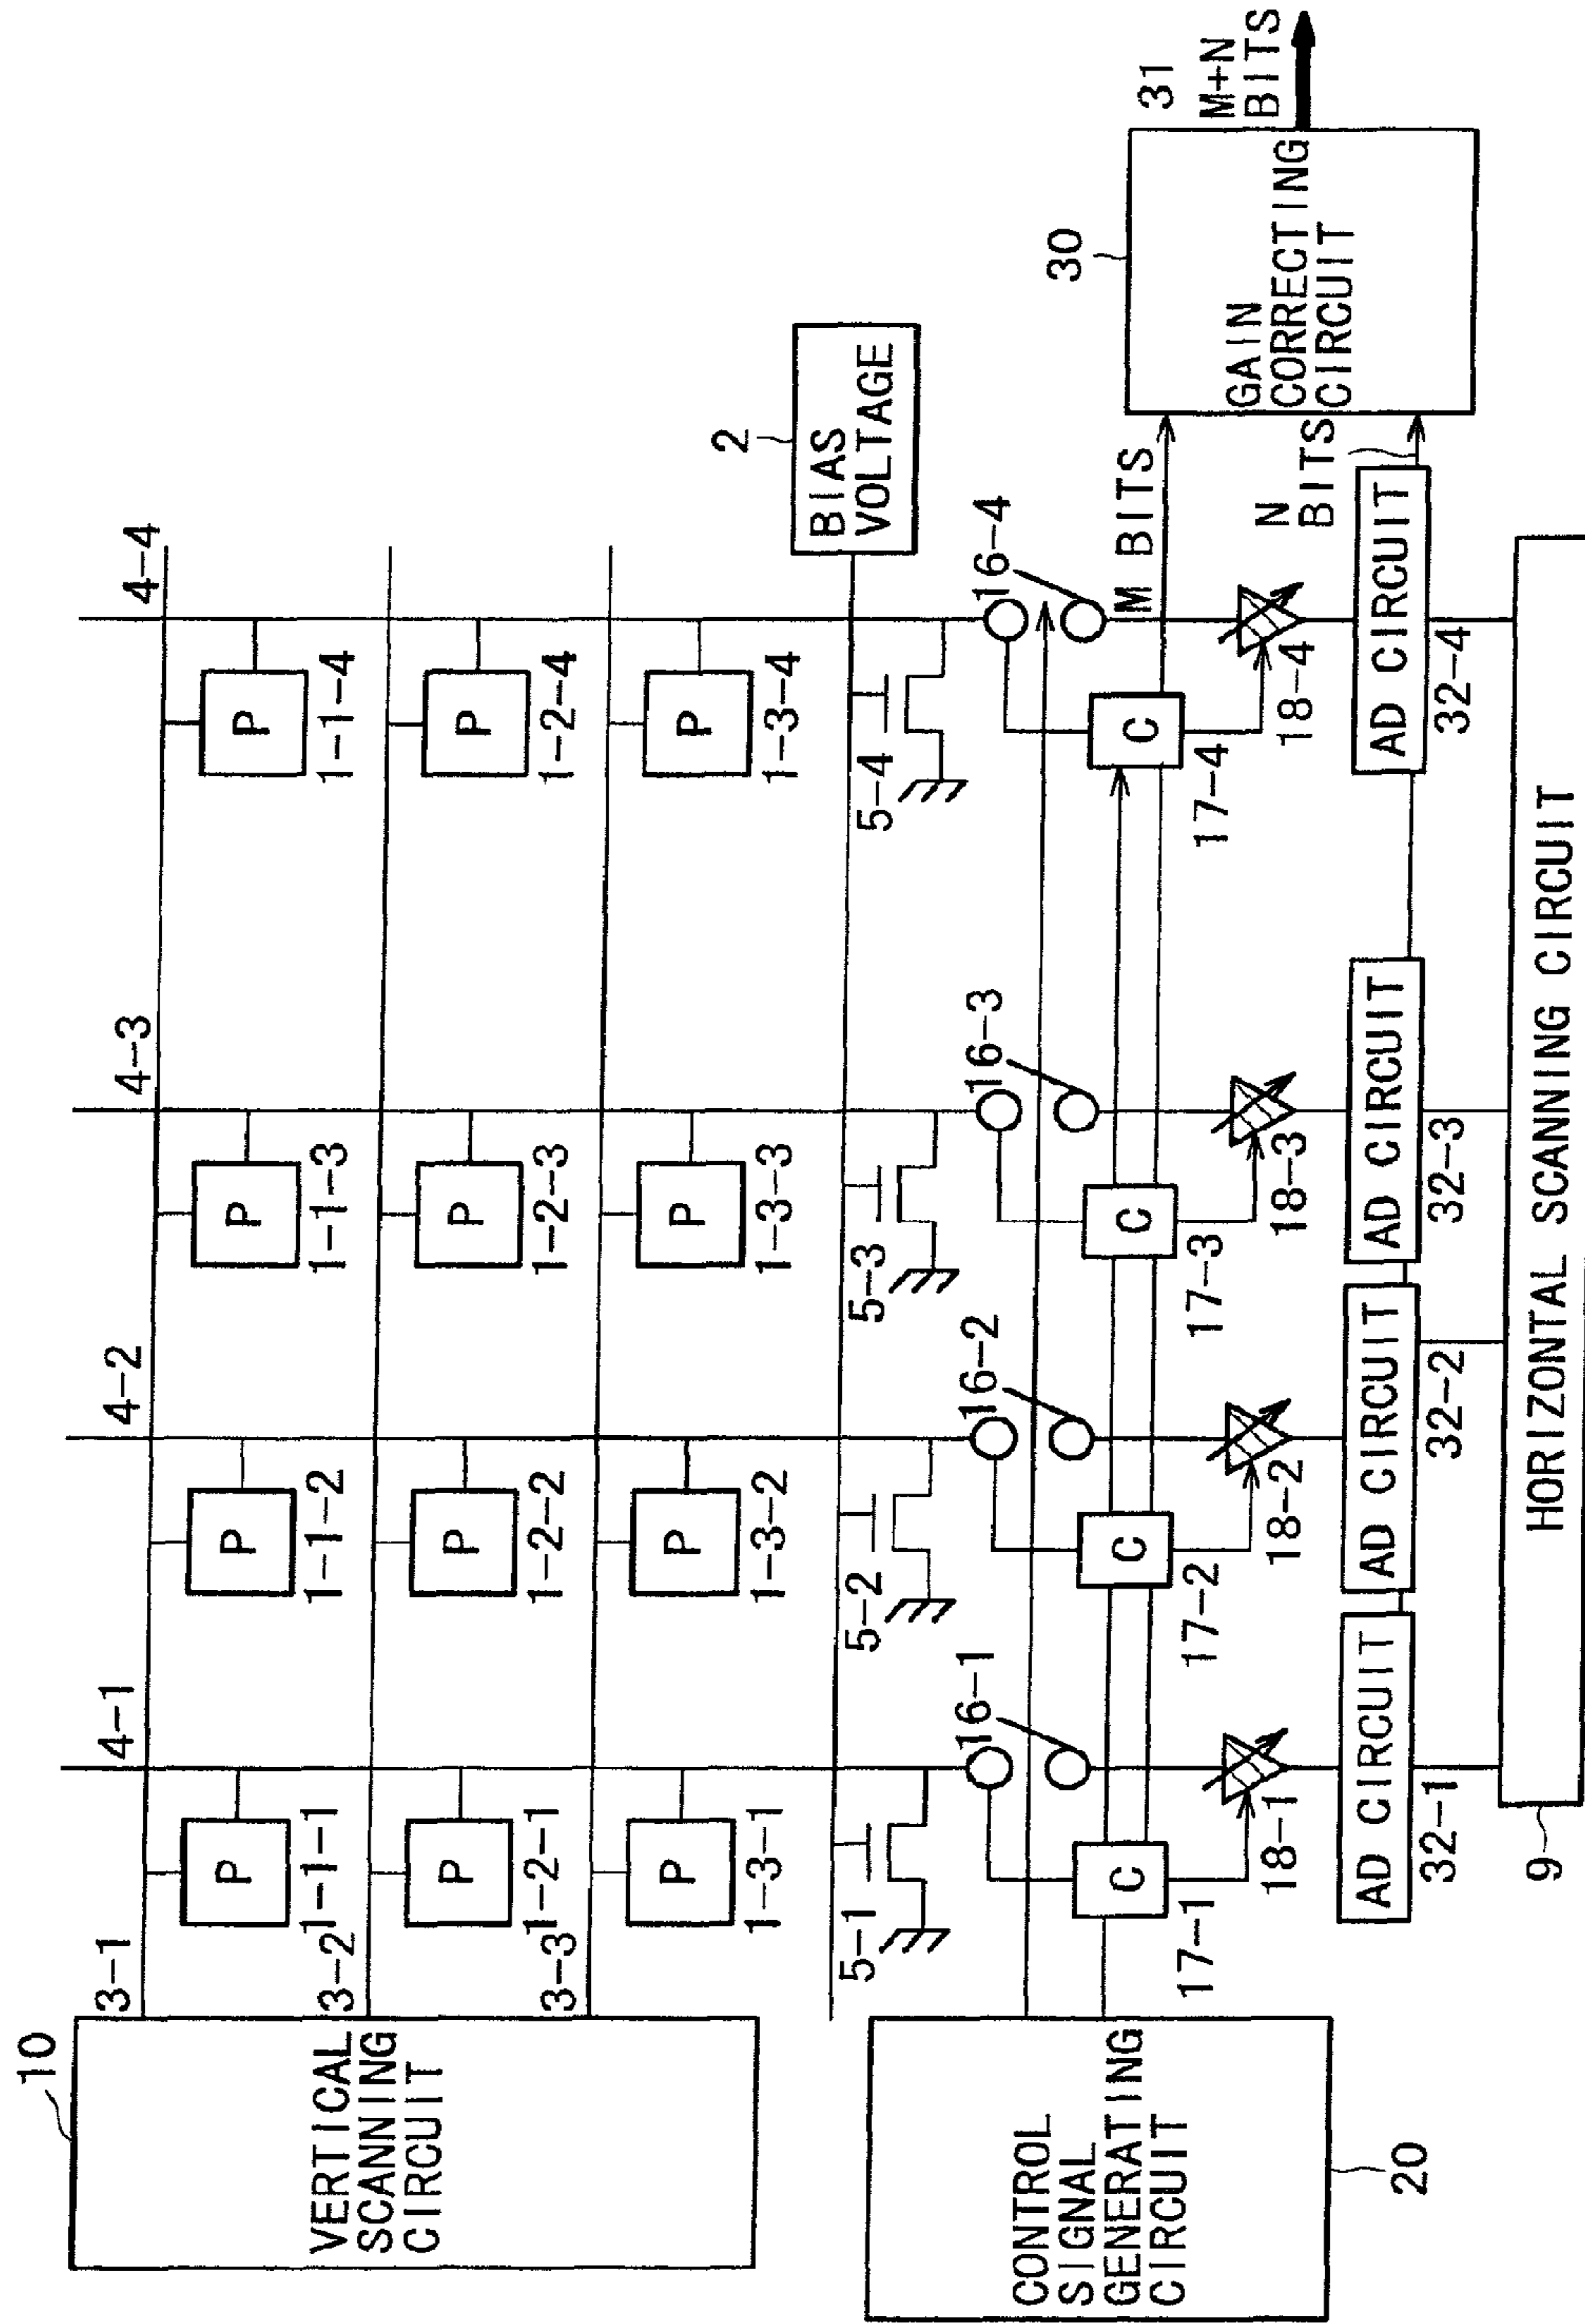 10
VERTICAL
SCANNING
CIRCUIT
3-1
3-2
3-3
4-1
4-2
4-3
4-4
P
1-1-1
P
1-1-2
P
1-1-3
P
1-1-4
P
1-2-1
P
1-2-2
P
1-2-3
P
1-2-4
P
1-3-1
P
1-3-2
P
1-3-3
P
1-3-4
2
BIAS
VOLTAGE
5-1
5-2
5-3
5-4
CONTROL
SIGNAL
GENERATING
CIRCUIT
20
16-1
16-2
16-3
16-4
C
17-1
C
17-2
C
17-3
C
17-4
M BITS
18-1
18-2
18-3
18-4
N
BITS
30
GAIN
CORRECTING
CIRCUIT
31
M+N
BITS
AD CIRCUIT
32-1
AD CIRCUIT
32-2
AD CIRCUIT
32-3
AD CIRCUIT
32-4
9
HORIZONTAL SCANNING CIRCUIT